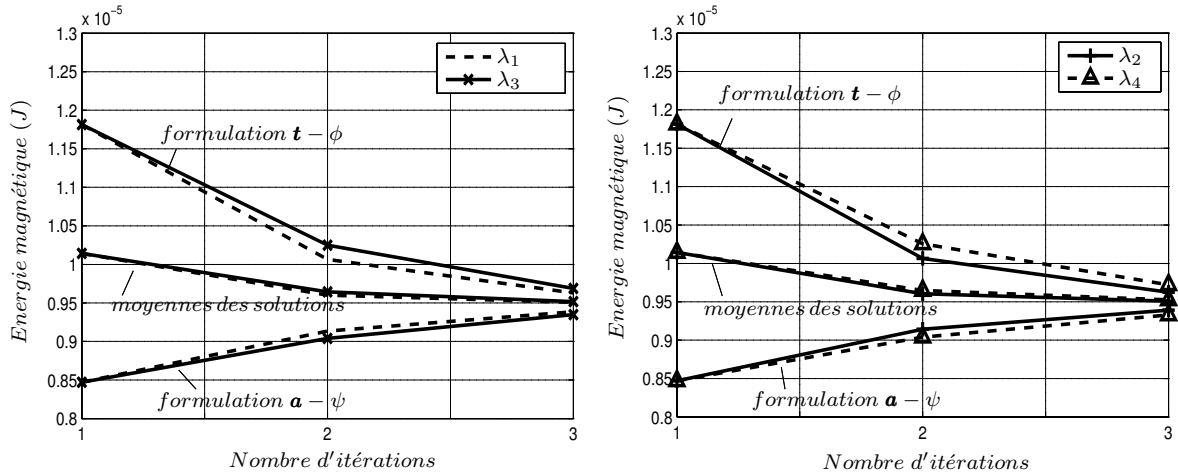 x 10⁻⁵
1.3
1.25
1.2
1.15
1.1
1.05
1
0.95
0.9
0.85
0.8
1
2
3
Energie magnétique (J)
Nombre d'itérations
λ₁
λ₃
formulation t − ϕ
moyennes des solutions
formulation a − ψ
x 10⁻⁵
1.3
1.25
1.2
1.15
1.1
1.05
1
0.95
0.9
0.85
0.8
1
2
3
Energie magnétique (J)
Nombre d'itérations
λ₂
λ₄
formulation t − ϕ
moyennes des solutions
formulation a − ψ